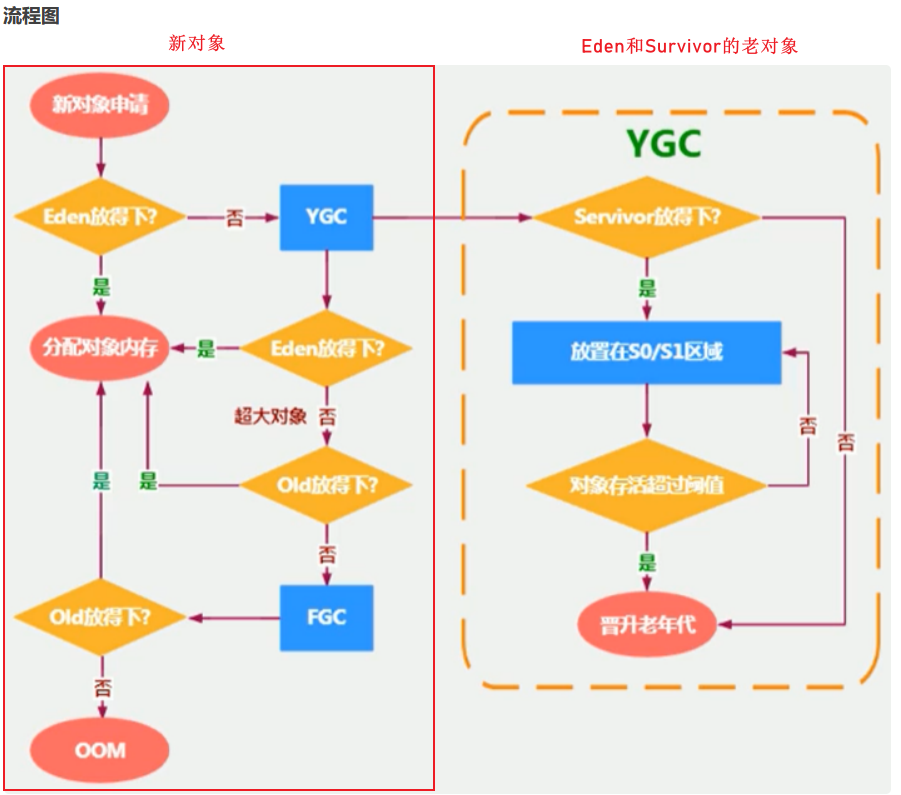 流程图
新对象
Eden和Survivor的老对象
新对象申请
Eden放得下?
否
YGC
是
分配对象内存
是
Eden放得下?
超大对象
否
Old放得下?
是
是
否
Old放得下?
FGC
否
OOM
YGC
Servivor放得下?
是
放置在S0/S1区域
否
否
对象存活超过阈值
是
晋升老年代